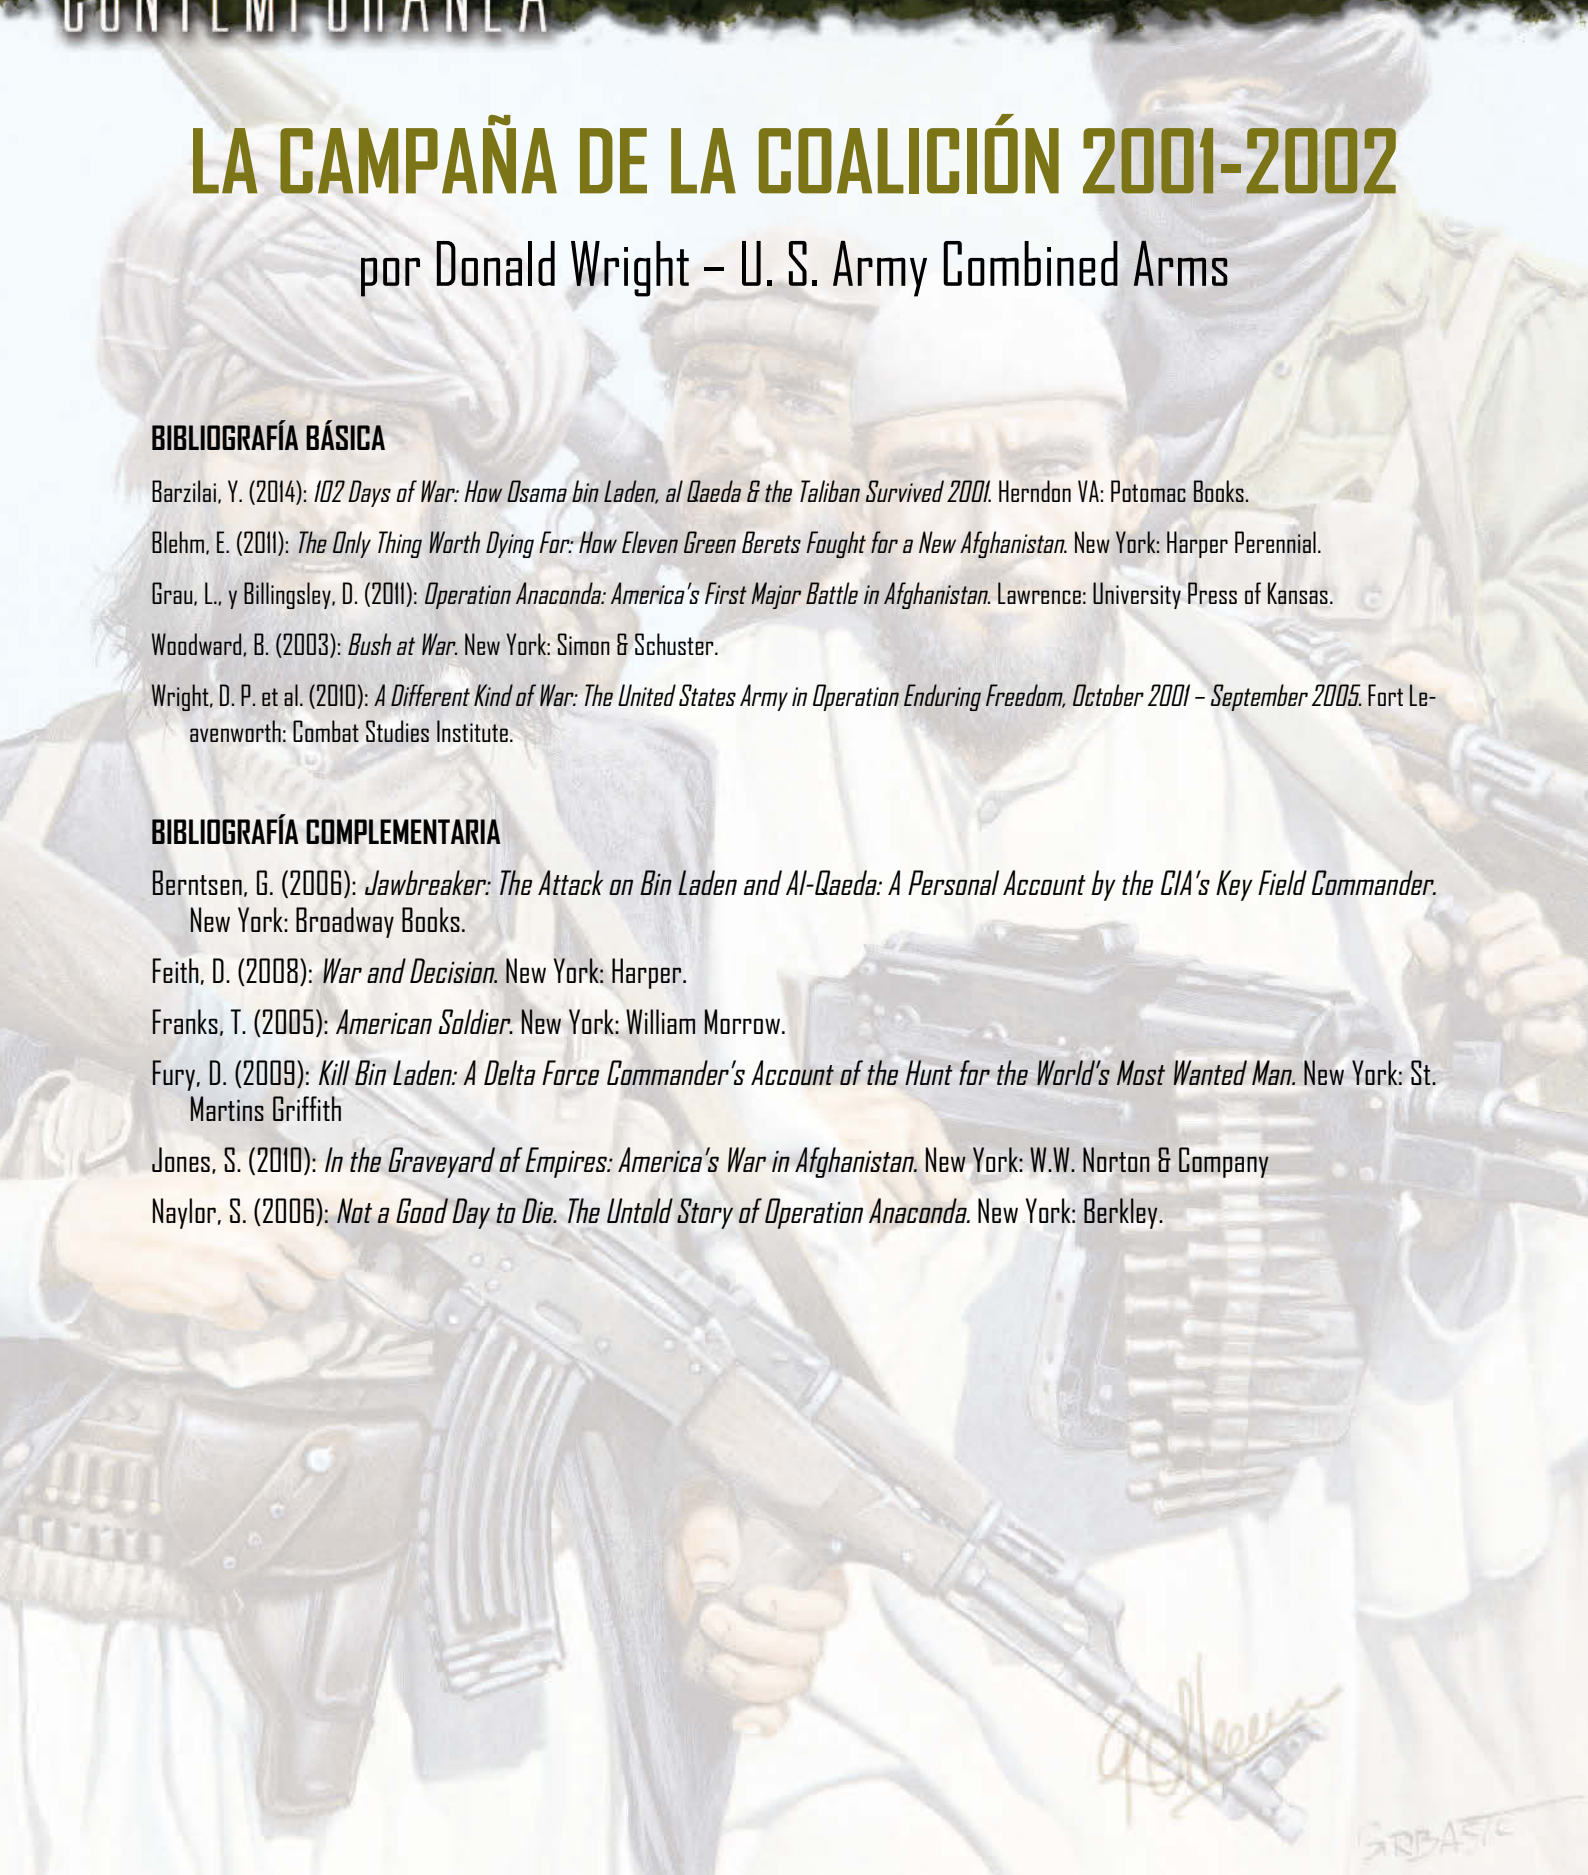 CONTEMPORÁNEA
LA CAMPAÑA DE LA COALICIÓN 2001-2002
por Donald Wright – U. S. Army Combined Arms
BIBLIOGRAFÍA BÁSICA
Barzilai, Y. (2014): 102 Days of War: How Osama bin Laden, al Qaeda & the Taliban Survived 2001. Herndon VA: Potomac Books.
Blehm, E. (2011): The Only Thing Worth Dying For: How Eleven Green Berets Fought for a New Afghanistan. New York: Harper Perennial.
Grau, L., y Billingsley, D. (2011): Operation Anaconda: America's First Major Battle in Afghanistan. Lawrence: University Press of Kansas.
Woodward, B. (2003): Bush at War. New York: Simon & Schuster.
Wright, D. P. et al. (2010): A Different Kind of War: The United States Army in Operation Enduring Freedom, October 2001 – September 2005. Fort Le-
avenworth: Combat Studies Institute.
BIBLIOGRAFÍA COMPLEMENTARIA
Berntsen, G. (2006): Jawbreaker: The Attack on Bin Laden and Al-Qaeda: A Personal Account by the CIA's Key Field Commander.
New York: Broadway Books.
Feith, D. (2008): War and Decision. New York: Harper.
Franks, T. (2005): American Soldier. New York: William Morrow.
Fury, D. (2009): Kill Bin Laden: A Delta Force Commander's Account of the Hunt for the World's Most Wanted Man. New York: St.
Martins Griffith
Jones, S. (2010): In the Graveyard of Empires: America's War in Afghanistan. New York: W.W. Norton & Company
Naylor, S. (2006): Not a Good Day to Die. The Untold Story of Operation Anaconda. New York: Berkley.